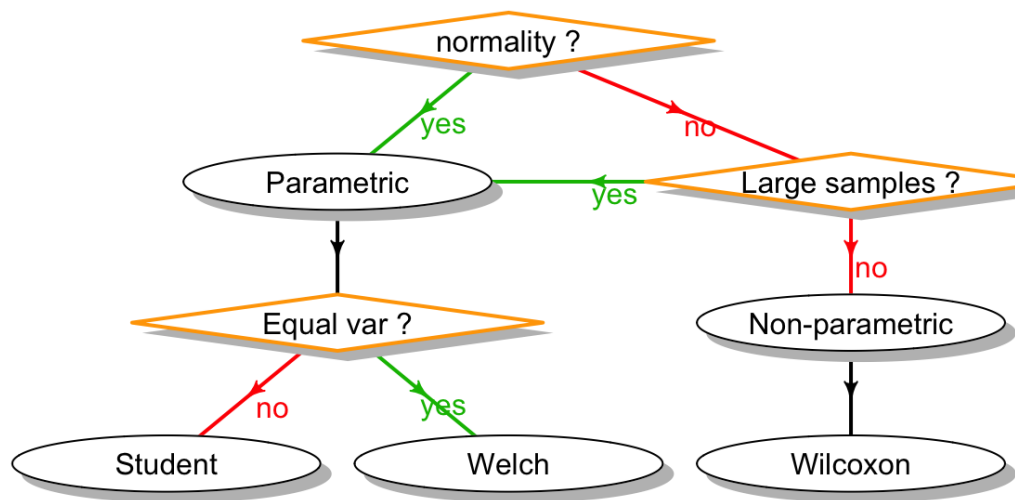 normality ?
yes
no
Parametric
yes
Large samples ?
no
Equal var ?
Non-parametric
no
yes
Student
Welch
Wilcoxon